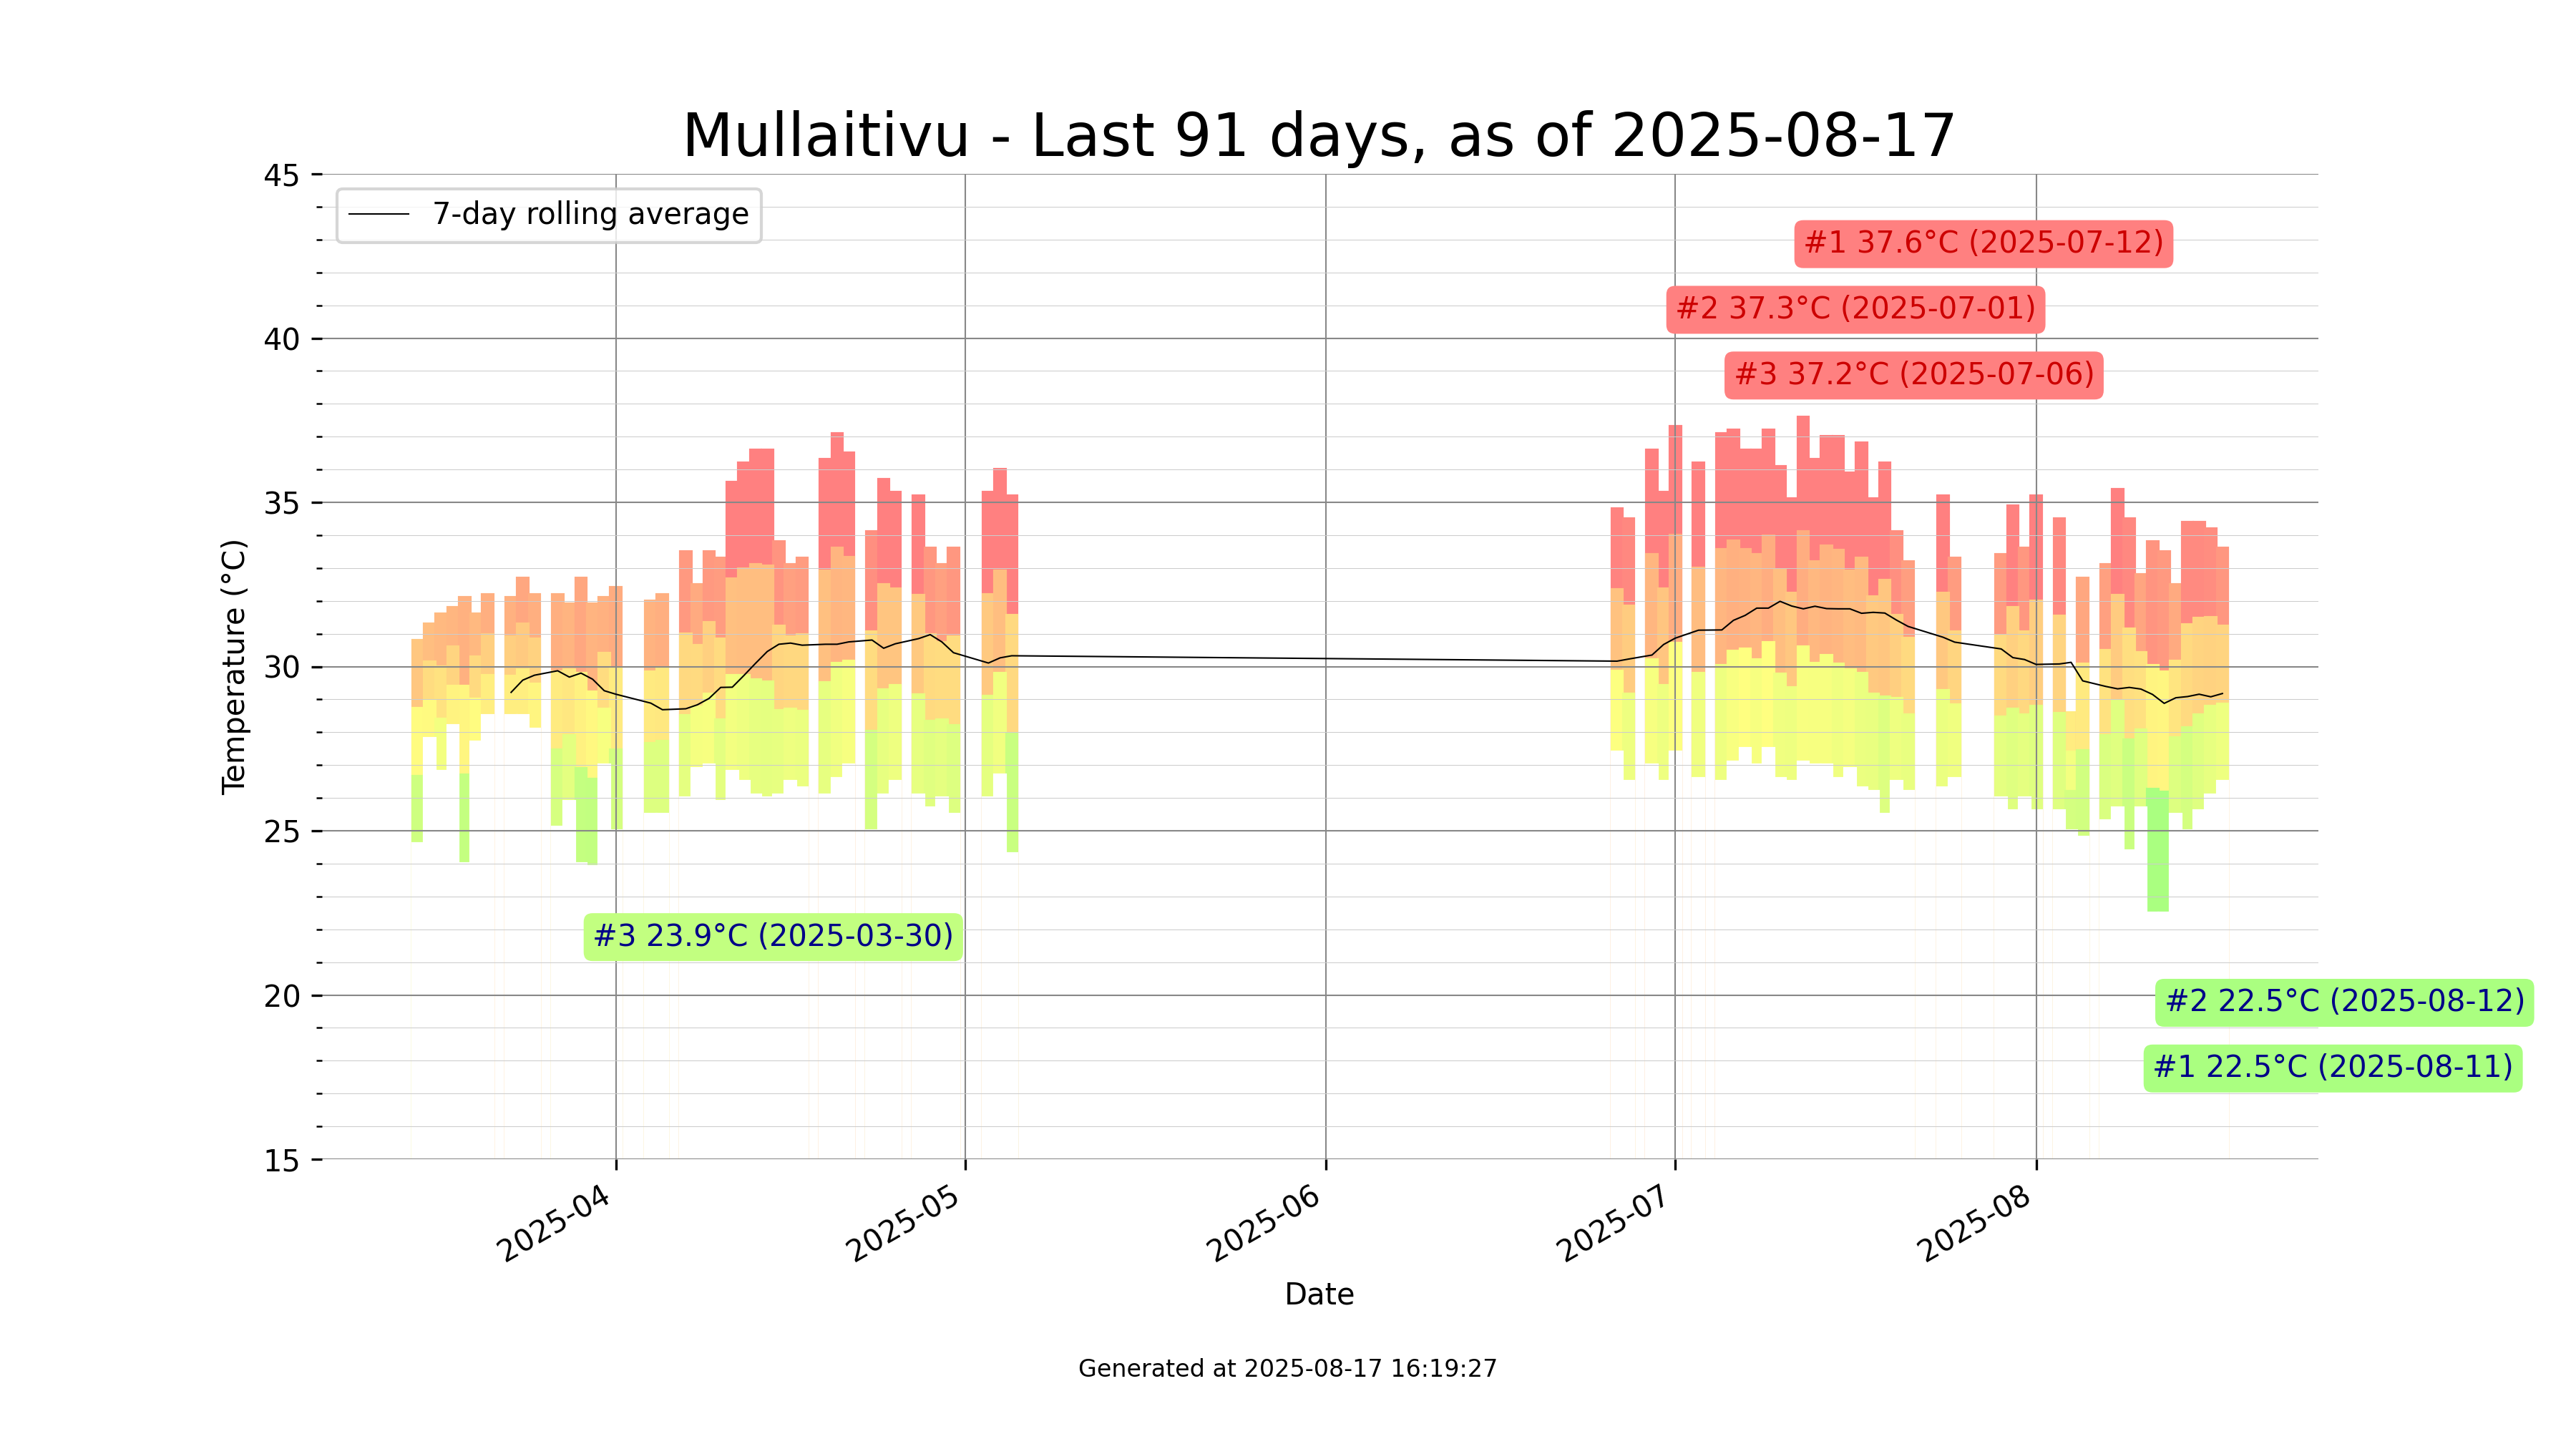 Mullaitivu - Last 91 days, as of 2025-08-17
7-day rolling average
#1 37.6°C (2025-07-12)
#2 37.3°C (2025-07-01)
#3 37.2°C (2025-07-06)
#3 23.9°C (2025-03-30)
#2 22.5°C (2025-08-12)
#1 22.5°C (2025-08-11)
45
40
35
30
25
20
15
Temperature (°C)
2025-04
2025-05
2025-06
2025-07
2025-08
Date
Generated at 2025-08-17 16:19:27